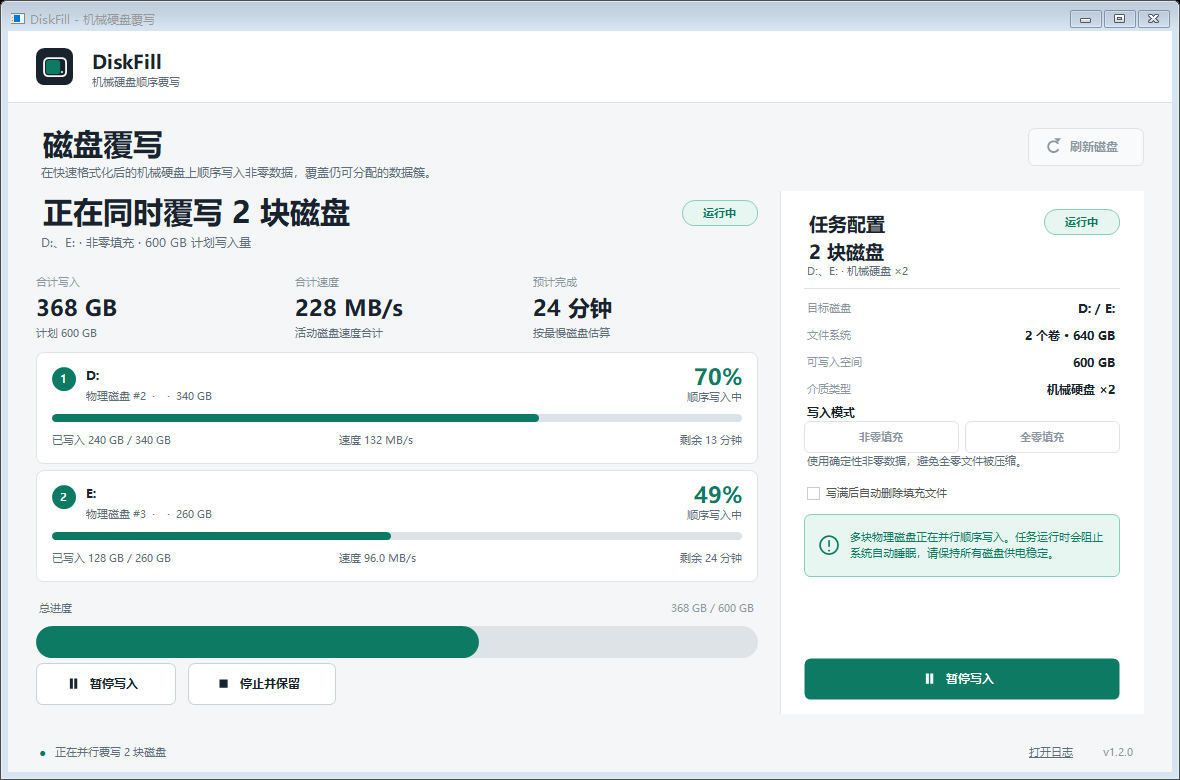 DiskFill - 机械硬盘覆写
DiskFill
机械硬盘顺序覆写
磁盘覆写
在快速格式化后的机械硬盘上顺序写入非零数据，覆盖仍可分配的数据簇。
刷新磁盘
正在同时覆写 2 块磁盘
运行中
D:、E: · 非零填充 · 600 GB 计划写入量
合计写入
368 GB
计划 600 GB
合计速度
228 MB/s
活动磁盘速度合计
预计完成
24 分钟
按最慢磁盘估算
1
D:
物理磁盘 #2 · · 340 GB
70%
顺序写入中
已写入 240 GB / 340 GB
速度 132 MB/s
剩余 13 分钟
2
E:
物理磁盘 #3 · · 260 GB
49%
顺序写入中
已写入 128 GB / 260 GB
速度 96.0 MB/s
剩余 24 分钟
总进度
368 GB / 600 GB
暂停写入
停止并保留
任务配置
运行中
2 块磁盘
D:、E: · 机械硬盘 ×2
目标磁盘
D: / E:
文件系统
2 个卷 · 640 GB
可写入空间
600 GB
介质类型
机械硬盘 ×2
写入模式
非零填充
全零填充
使用确定性非零数据，避免全零文件被压缩。
写满后自动删除填充文件
多块物理磁盘正在并行顺序写入。任务运行时会阻止
系统自动睡眠，请保持所有磁盘供电稳定。
暂停写入
正在并行覆写 2 块磁盘
打开日志
v1.2.0